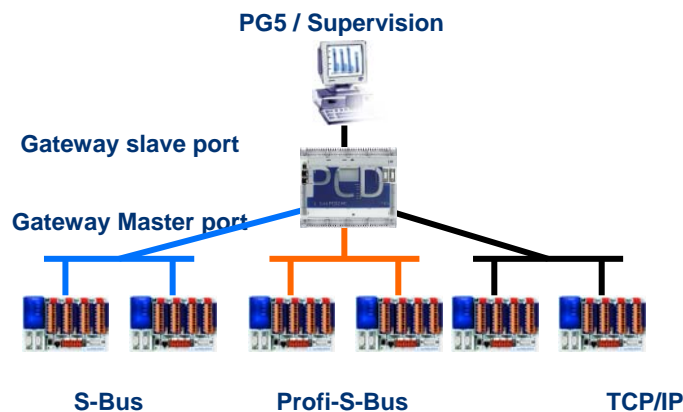 PG5 / Supervision
Gateway slave port
PCD
Gateway Master port
S-Bus Profi-S-Bus TCP/IP